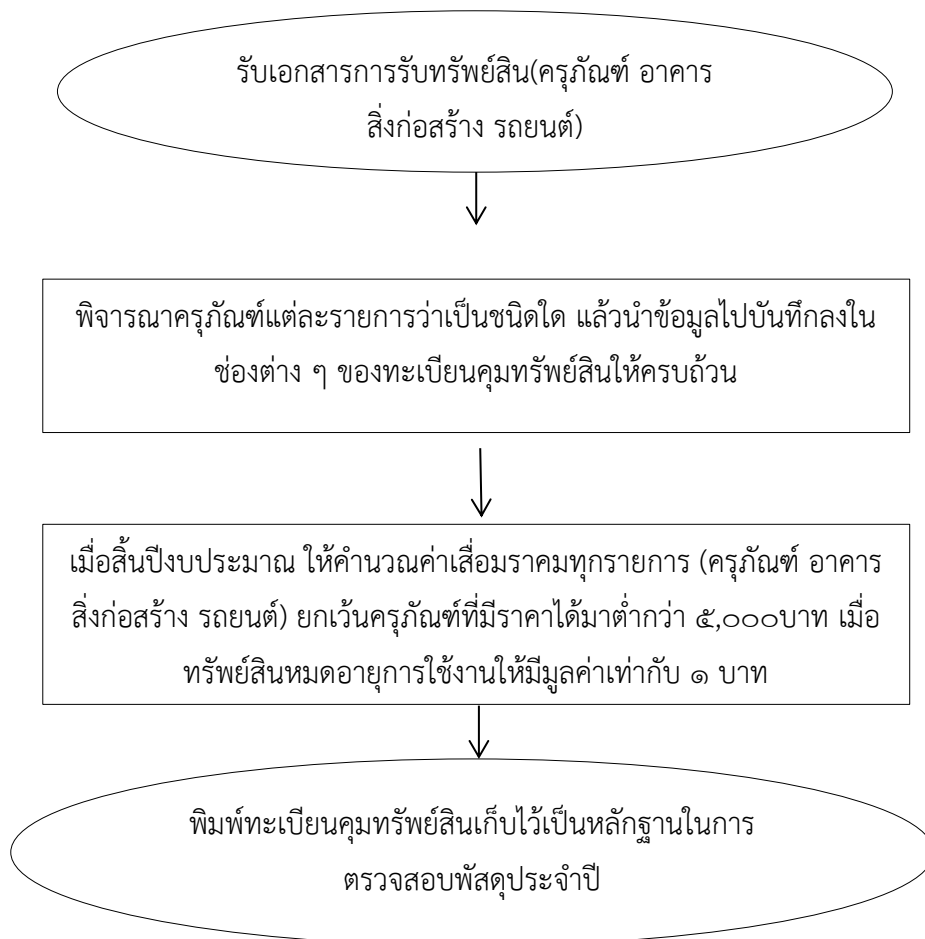 รับเอกสารการรับทรัพย์สิน(ครุภัณฑ์ อาคาร
สิ่งก่อสร้าง รถยนต์)
พิจารณาครุภัณฑ์แต่ละรายการว่าเป็นชนิดใด แล้วนำข้อมูลไปบันทึกลงใน
ช่องต่าง ๆ ของทะเบียนคุมทรัพย์สินให้ครบถ้วน
เมื่อสิ้นปีงบประมาณ ให้คำนวณค่าเสื่อมราคมทุกรายการ (ครุภัณฑ์ อาคาร
สิ่งก่อสร้าง รถยนต์) ยกเว้นครุภัณฑ์ที่มีราคาได้มาต่ำกว่า ๕,๐๐๐บาท เมื่อ
ทรัพย์สินหมดอายุการใช้งานให้มีมูลค่าเท่ากับ ๑ บาท
พิมพ์ทะเบียนคุมทรัพย์สินเก็บไว้เป็นหลักฐานในการ
ตรวจสอบพัสดุประจำปี